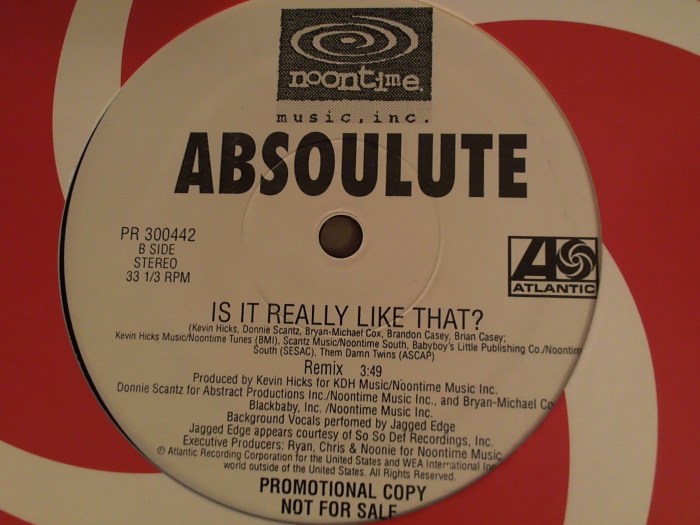 noontime.
music, inc.
ABSOULUTE
PR 300442
B SIDE
STEREO
33 1/3 RPM
ATLANTIC
IS IT REALLY LIKE THAT?
(Kevin Hicks, Donnie Scantz, Bryan-Michael Cox, Brandon Casey, Brian Casey;
Kevin Hicks Music/Noontime Tunes (BMI), Scantz Music/Noontime South, Babyboy's Little Publishing Co./Noontime
South (SESAC), Them Damn Twins (ASCAP)
Remix 3:49
Produced by Kevin Hicks for KDH Music/Noontime Music Inc.
Donnie Scantz for Abstract Productions Inc./Noontime Music Inc., and Bryan-Michael Co
Blackbaby, Inc. /Noontime Music Inc.
Background Vocals perfomed by Jagged Edge
Jagged Edge appears courtesy of So So Def Recordings, Inc.
Executive Producers: Ryan, Chris & Noonie for Noontime Music
℗ Atlantic Recording Corporation for the United States and WEA International Inc
world outside of the United States. All Rights Reserved.
PROMOTIONAL COPY
NOT FOR SALE